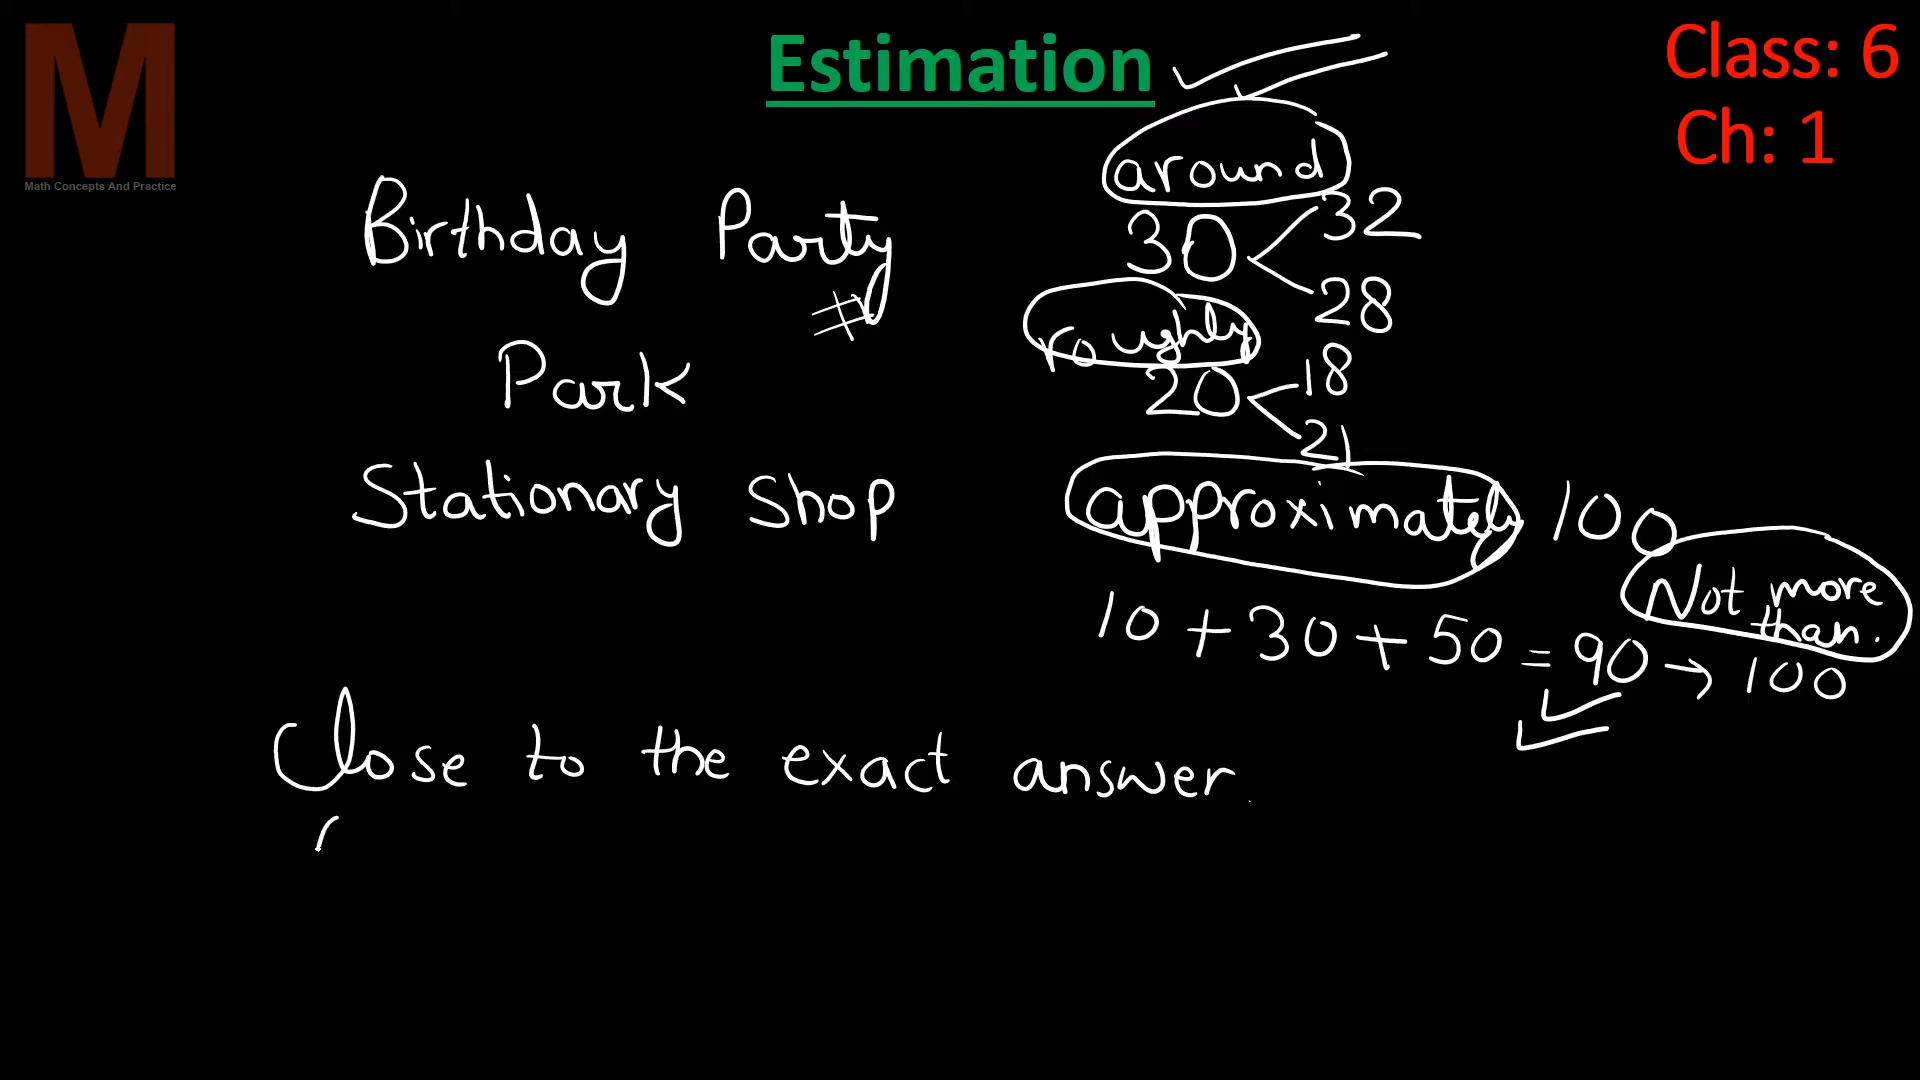 M
Math Concepts And Practice
Estimation
Class: 6
Ch: 1
around
Birthday Party
30
32
28
roughly
Park
20
18
21
Stationary Shop
approximately 100
Not more
than.
10 + 30 + 50 = 90 → 100
Close to the exact answer.